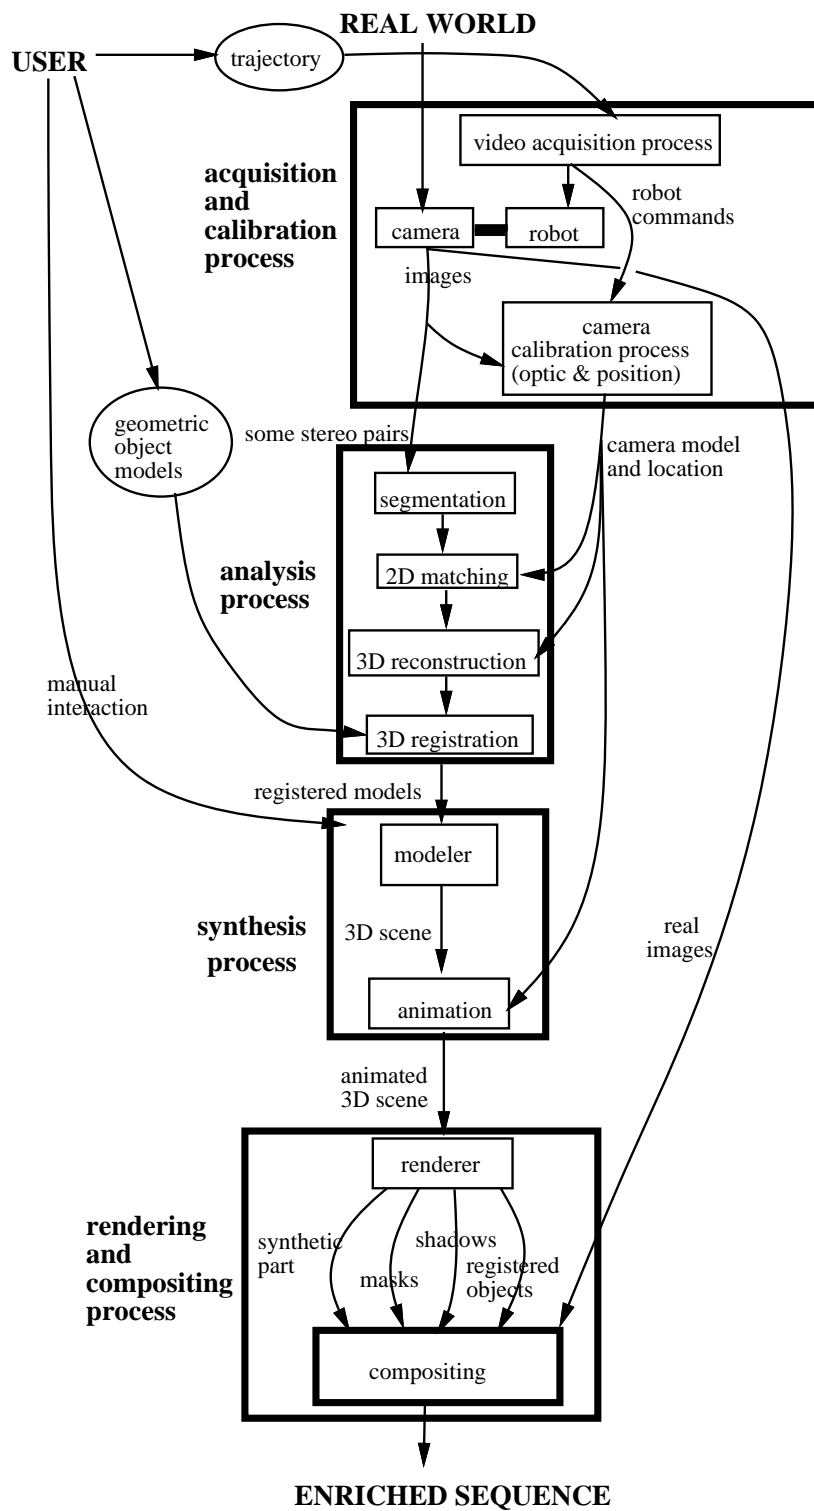 REAL WORLD
USER
trajectory
video acquisition process
acquisition
and
calibration
process
robot
commands
camera
robot
images
camera
calibration process
(optic & position)
geometric
object
models
some stereo pairs
camera model
and location
segmentation
analysis
process
2D matching
3D reconstruction
manual
interaction
3D registration
registered models
modeler
synthesis
process
3D scene
real
images
animation
animated
3D scene
renderer
rendering
and
compositing
process
synthetic
part
shadows
masks
registered
objects
compositing
ENRICHED SEQUENCE